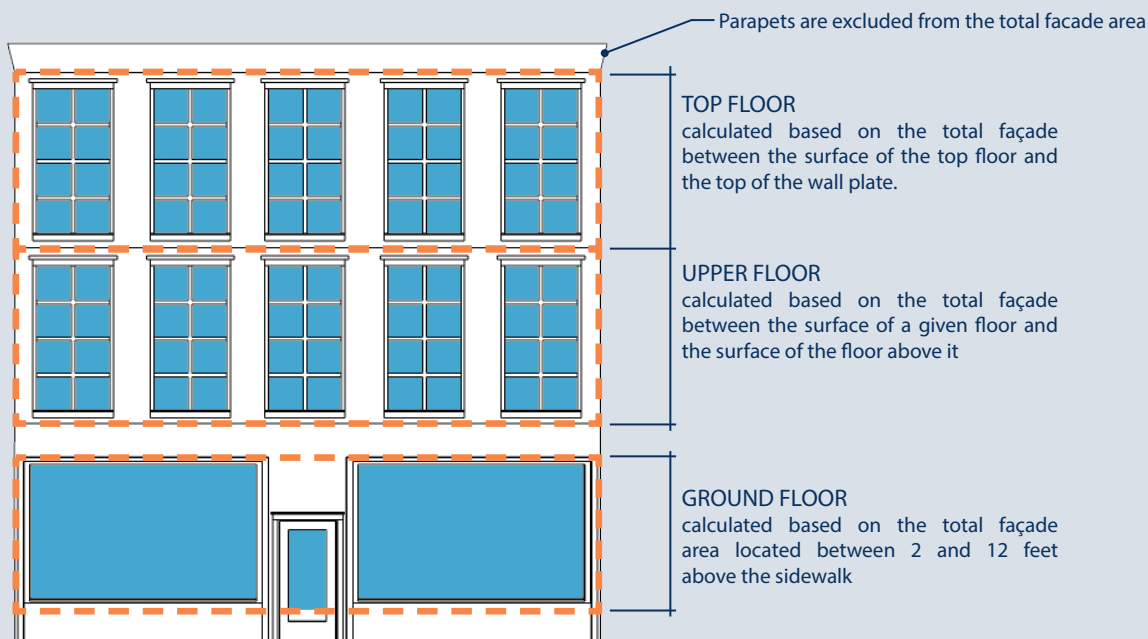 Parapets are excluded from the total facade area
TOP FLOOR
calculated based on the total façade
between the surface of the top floor and
the top of the wall plate.
UPPER FLOOR
calculated based on the total façade
between the surface of a given floor and
the surface of the floor above it
GROUND FLOOR
calculated based on the total façade
area located between 2 and 12 feet
above the sidewalk